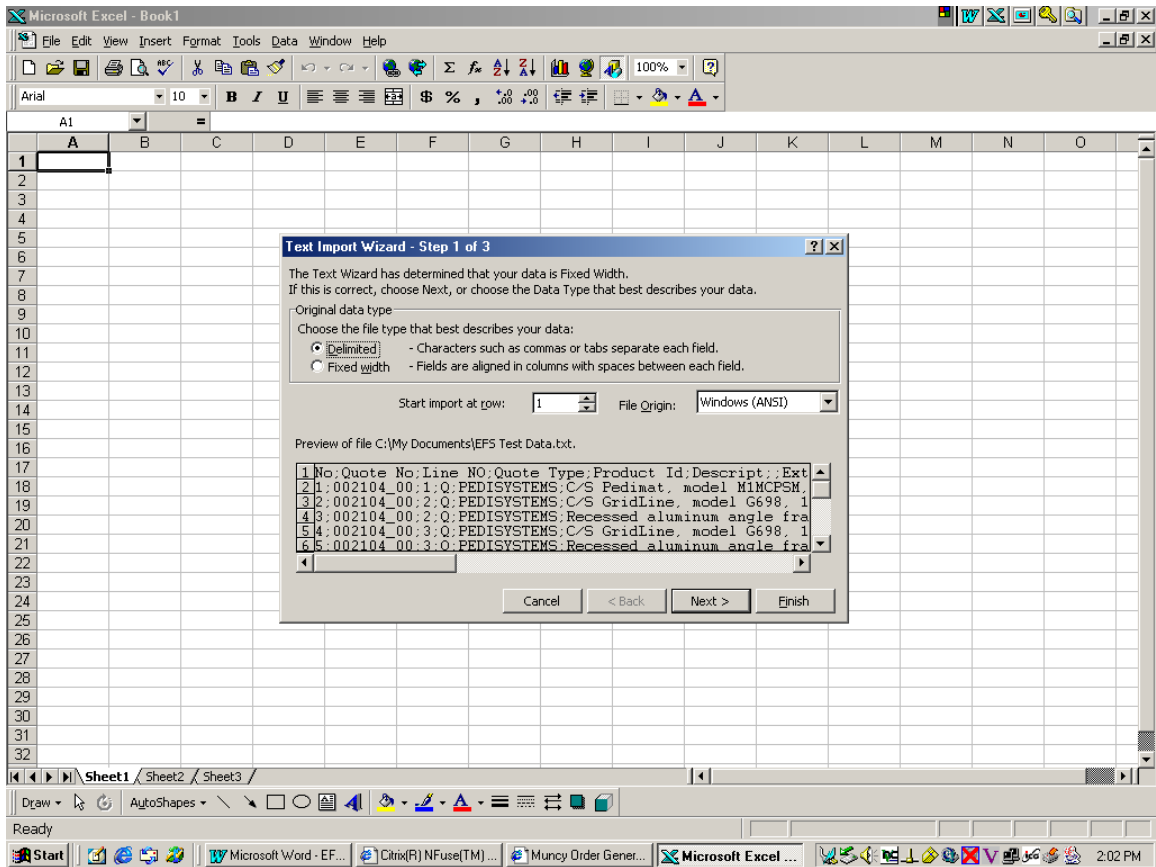 Microsoft Excel - Book1
File Edit View Insert Format Tools Data Window Help
100%
Arial 10 B I U $ % ,
A1 =
A B C D E F G H I J K L M N O
1
2
3
4
5
6
7
8
9
10
11
12
13
14
15
16
17
18
19
20
21
22
23
24
25
26
27
28
29
30
31
32
Text Import Wizard - Step 1 of 3
The Text Wizard has determined that your data is Fixed Width.
If this is correct, choose Next, or choose the Data Type that best describes your data.
Original data type
Choose the file type that best describes your data:
Delimited - Characters such as commas or tabs separate each field.
Fixed width - Fields are aligned in columns with spaces between each field.
Start import at row: 1 File Origin: Windows (ANSI)
Preview of file C:\My Documents\EFS Test Data.txt.
1 No;Quote No;Line NO;Quote Type;Product Id;Descript;;Ext
2 1;002104_00;1;Q;PEDISYSTEMS;C/S Pedimat, model M1MCPSM,
3 2;002104_00;2;Q;PEDISYSTEMS;C/S GridLine, model G698, 1
4 3;002104_00;2;Q;PEDISYSTEMS;Recessed aluminum angle fra
5 4;002104_00;3;Q;PEDISYSTEMS;C/S GridLine, model G698, 1
6 5;002104_00;3;Q;PEDISYSTEMS;Recessed aluminum angle fra
Cancel < Back Next > Finish
Sheet1 Sheet2 Sheet3
Draw AutoShapes
Ready
Start Microsoft Word - EF... Citrix(R) NFuse(TM) ... Muncy Order Gener... Microsoft Excel ... 2:02 PM